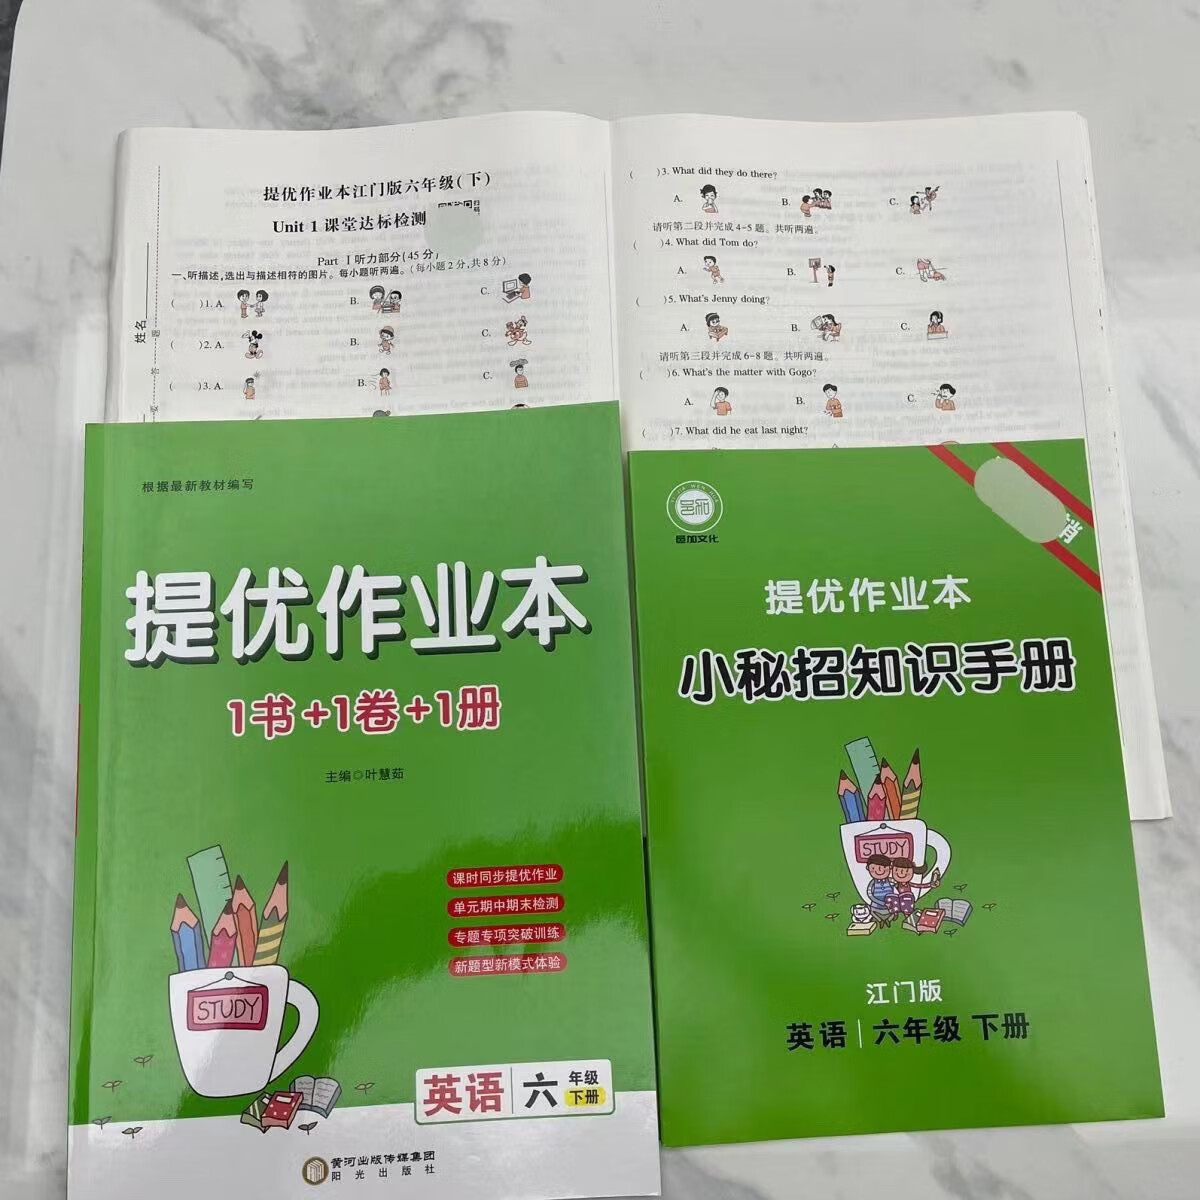 提优作业本江门版六年级(下)
Unit 1 课堂达标检测
Part Ⅰ 听力部分(45 分)
一、听描述,选出与描述相符的图片。每小题听两遍。(每小题 2 分,共 8 分)
( )1. A. B. C.
( )2. A. B. C.
( )3. A. B. C.
姓名
答
( )3. What did they do there?
A. B. C.
请听第二段并完成 4-5 题。共听两遍。
( )4. What did Tom do?
A. B. C.
( )5. What's Jenny doing?
A. B. C.
请听第三段并完成 6-8 题。共听两遍。
( )6. What's the matter with Gogo?
A. B. C.
( )7. What did he eat last night?
根据最新教材编写
提优作业本
1书+1卷+1册
主编◎叶慧茹
课时同步提优作业
单元期中期末检测
专题专项突破训练
新题型新模式体验
STUDY
英语 六 年级
下册
黄河出版传媒集团
阳光出版社
邑加文化
销
提优作业本
小秘招知识手册
STUDY
江门版
英语 六年级 下册